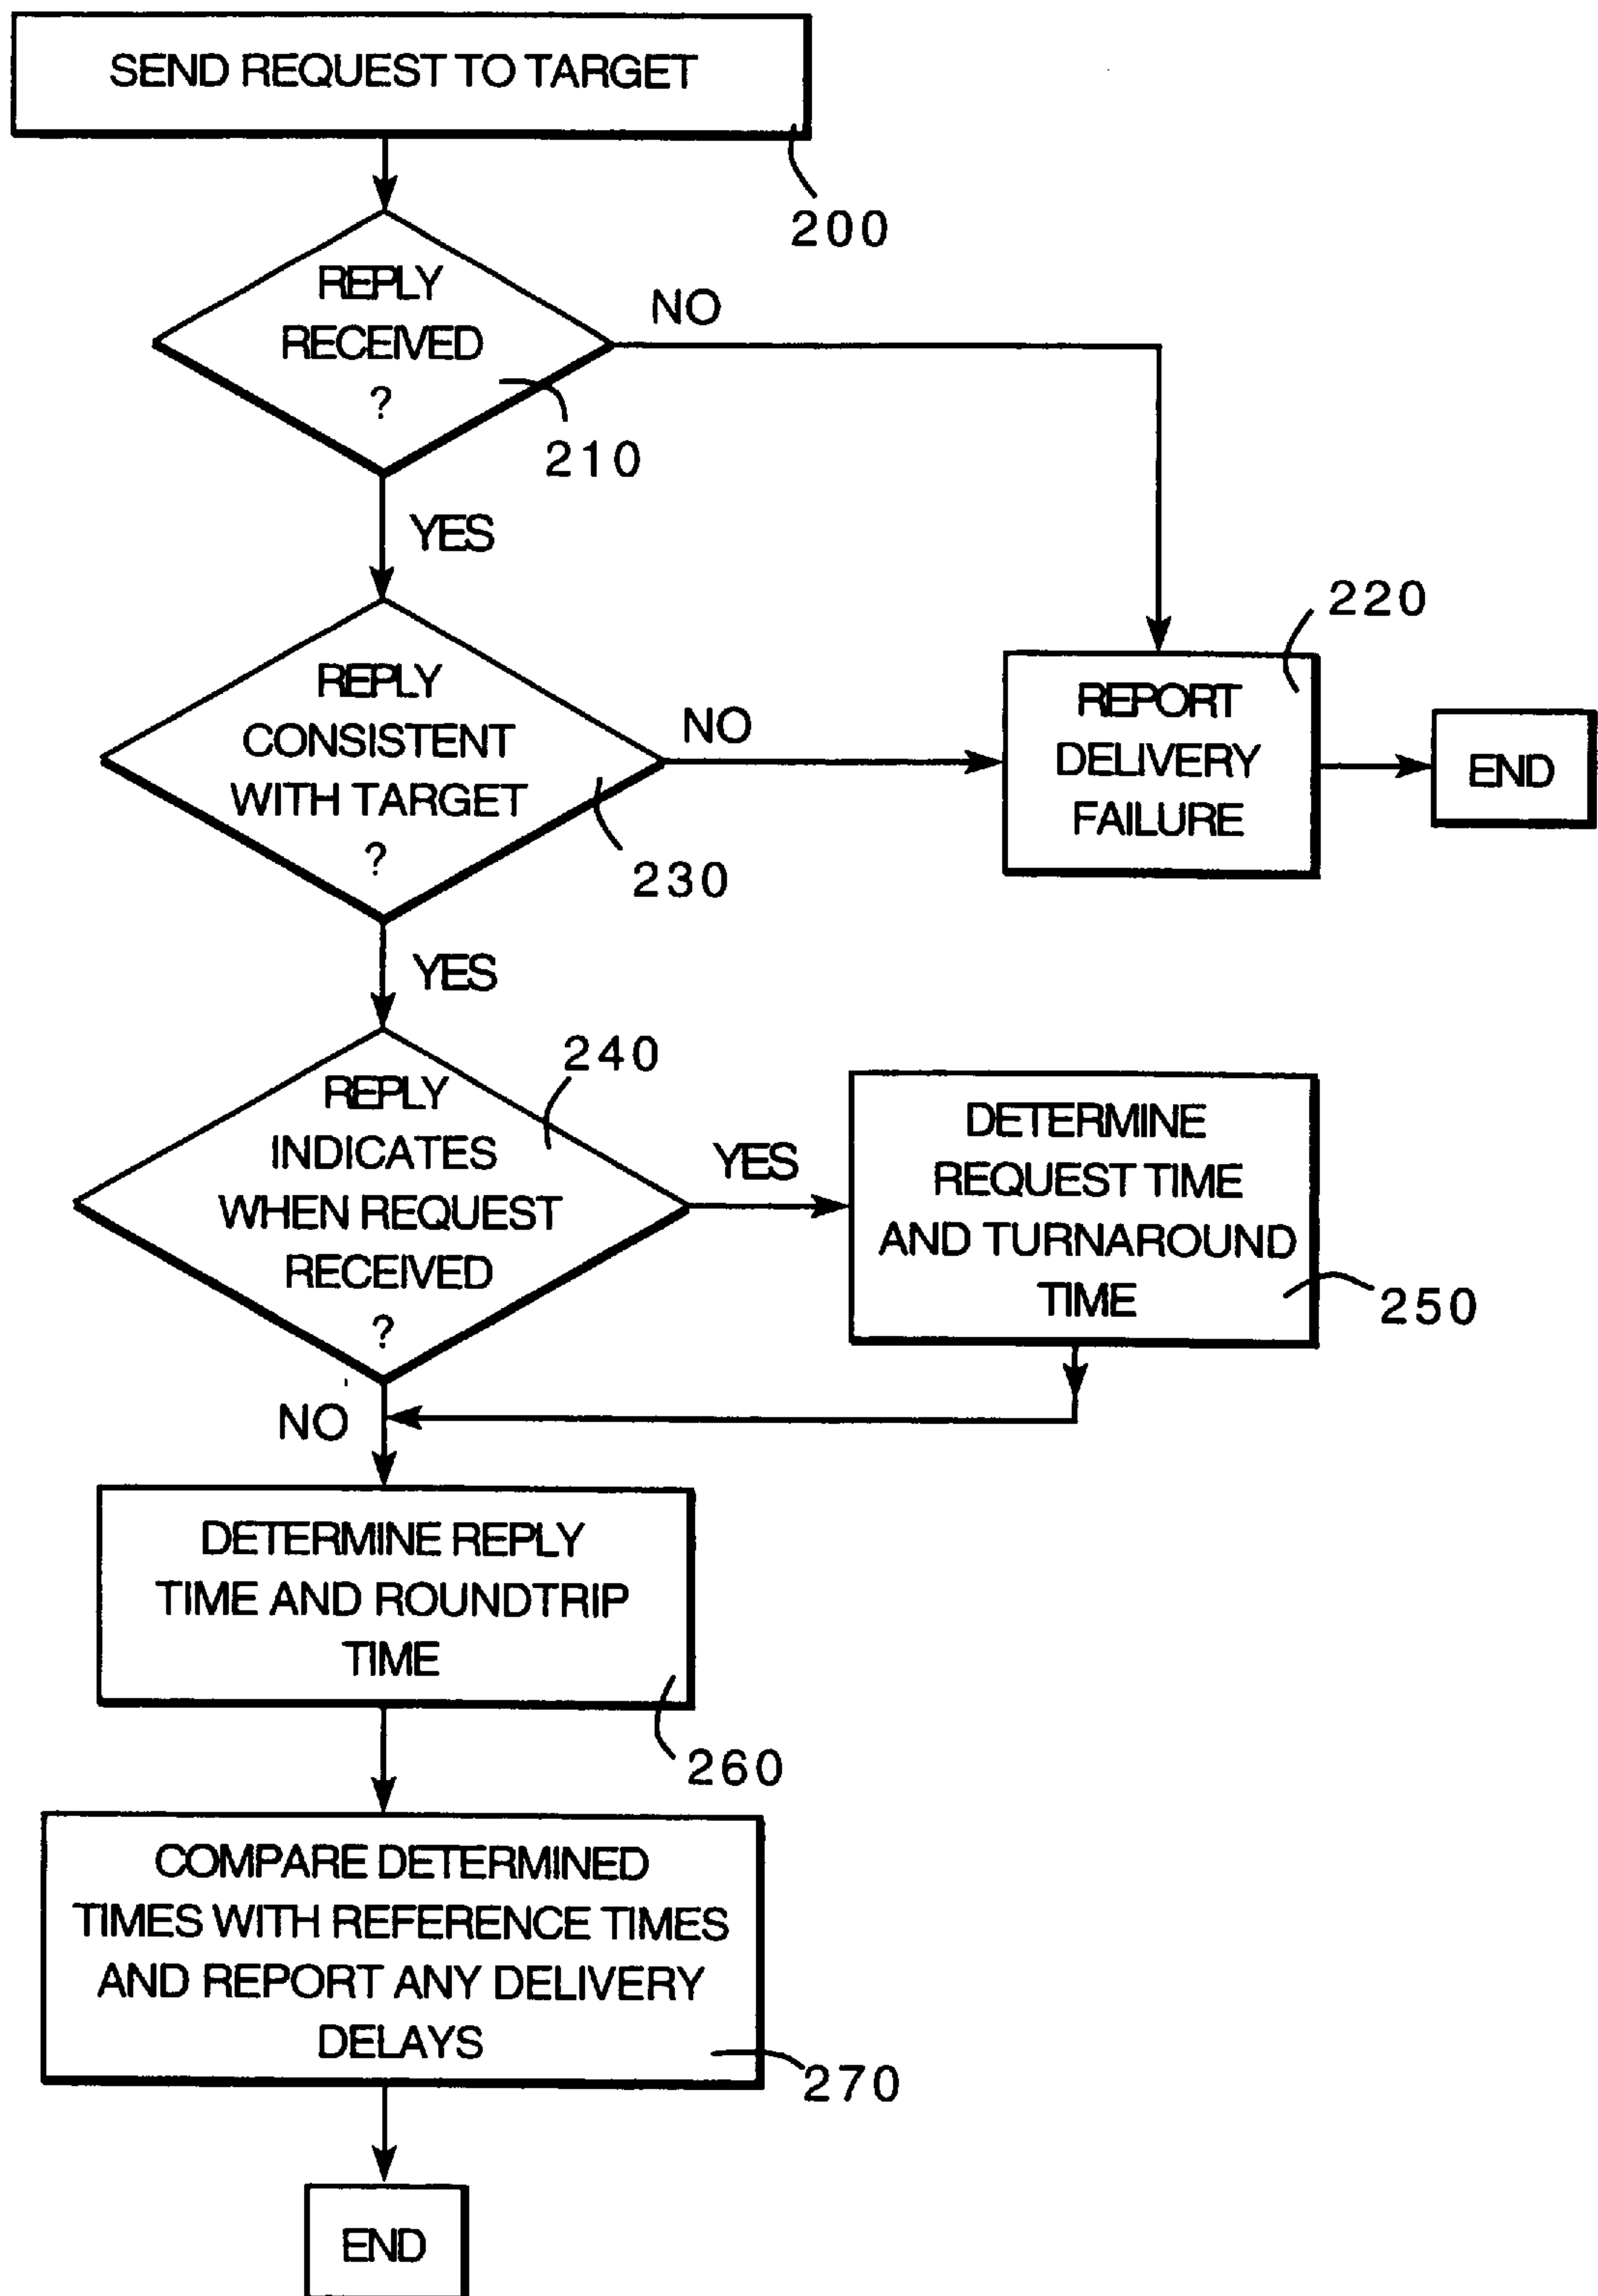 SEND REQUEST TO TARGET
200
REPLY
RECEIVED
?
NO
210
YES
220
REPLY
CONSISTENT
WITH TARGET
?
NO
230
REPORT
DELIVERY
FAILURE
END
YES
240
REPLY
INDICATES
WHEN REQUEST
RECEIVED
?
YES
DETERMINE
REQUEST TIME
AND TURNAROUND
TIME
250
NO
DETERMINE REPLY
TIME AND ROUNDTRIP
TIME
260
COMPARE DETERMINED
TIMES WITH REFERENCE TIMES
AND REPORT ANY DELIVERY
DELAYS
270
END